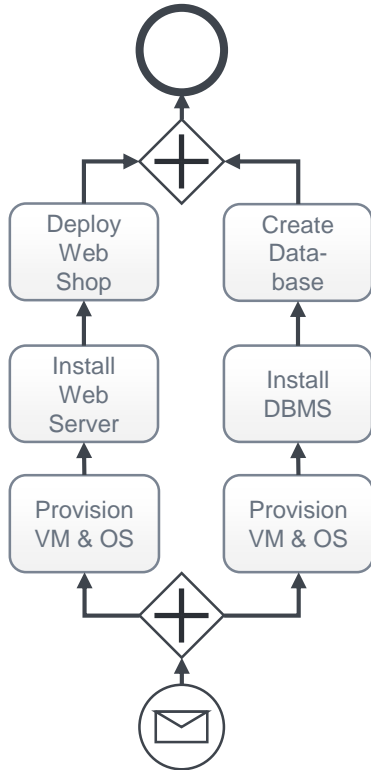 Deploy
Web
Shop
Create
Data-
base
Install
Web
Server
Install
DBMS
Provision
VM & OS
Provision
VM & OS